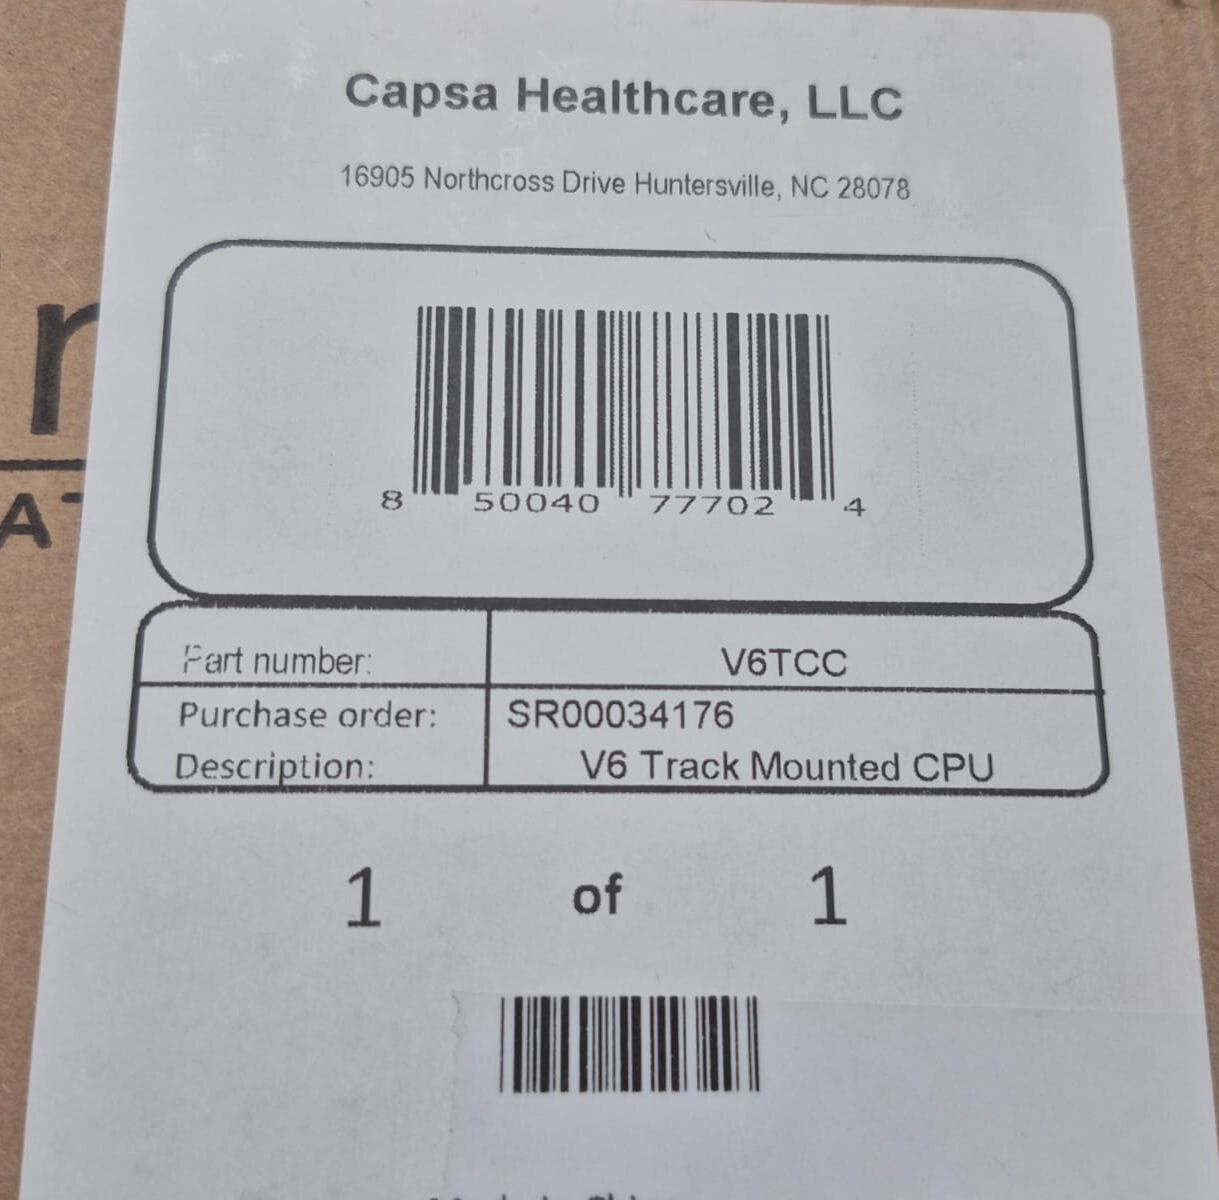 Capsa Healthcare, LLC
16905 Northcross Drive Huntersville, NC 28078
8 50040 77702 4
Part number: V6TCC
Purchase order: SR00034176
Description: V6 Track Mounted CPU
1 of 1
r
A